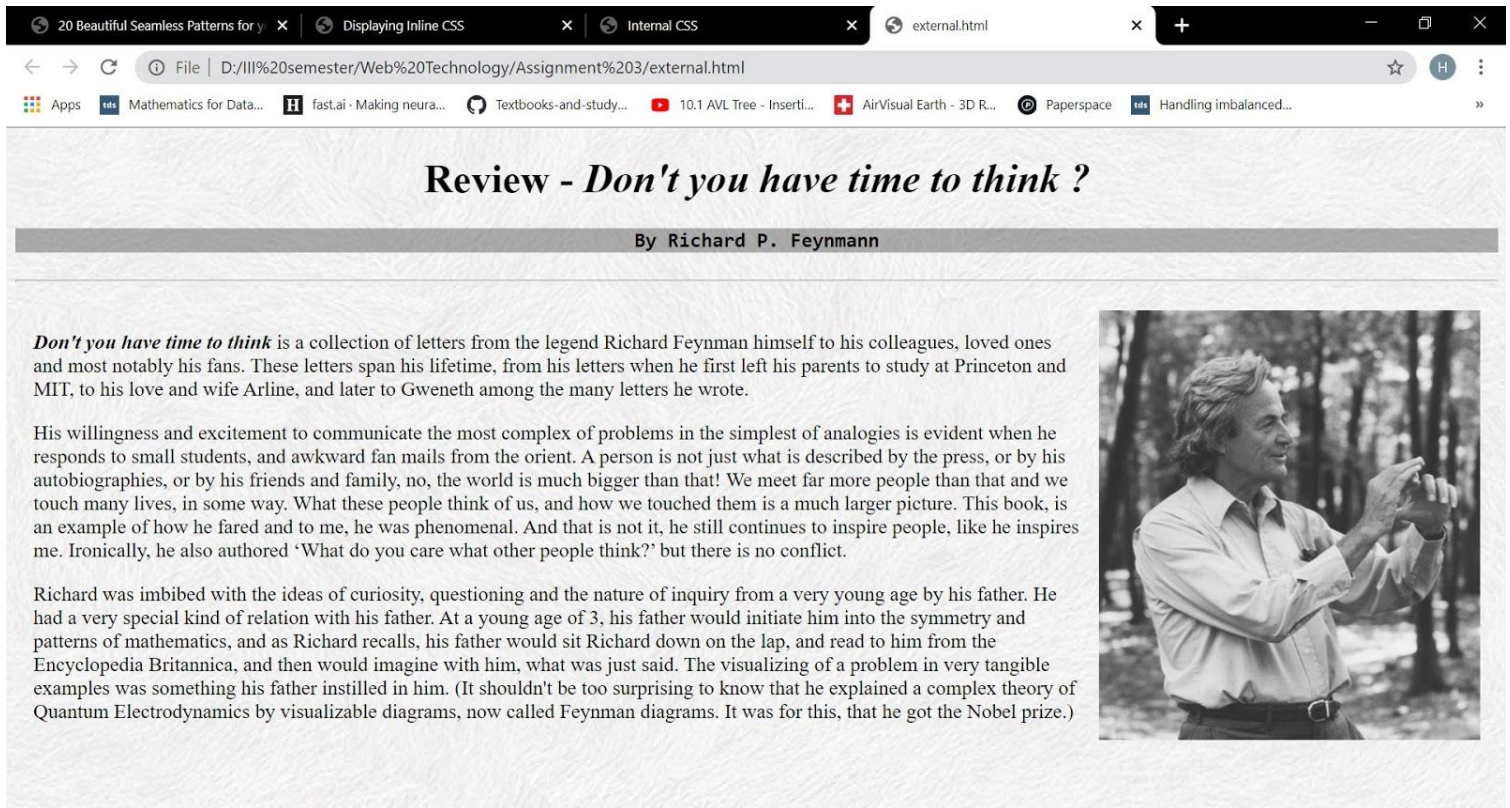 20 Beautiful Seamless Patterns for y
Displaying Inline CSS
Internal CSS
external.html
File | D:/III%20semester/Web%20Technology/Assignment%203/external.html
H
Apps
tds Mathematics for Data...
H fast.ai · Making neura...
Textbooks-and-study...
10.1 AVL Tree - Inserti...
AirVisual Earth - 3D R...
Paperspace
tds Handling imbalanced...
»
Review - Don't you have time to think ?
By Richard P. Feynmann
Don't you have time to think is a collection of letters from the legend Richard Feynman himself to his colleagues, loved ones
and most notably his fans. These letters span his lifetime, from his letters when he first left his parents to study at Princeton and
MIT, to his love and wife Arline, and later to Gweneth among the many letters he wrote.
His willingness and excitement to communicate the most complex of problems in the simplest of analogies is evident when he
responds to small students, and awkward fan mails from the orient. A person is not just what is described by the press, or by his
autobiographies, or by his friends and family, no, the world is much bigger than that! We meet far more people than that and we
touch many lives, in some way. What these people think of us, and how we touched them is a much larger picture. This book, is
an example of how he fared and to me, he was phenomenal. And that is not it, he still continues to inspire people, like he inspires
me. Ironically, he also authored ‘What do you care what other people think?’ but there is no conflict.
Richard was imbibed with the ideas of curiosity, questioning and the nature of inquiry from a very young age by his father. He
had a very special kind of relation with his father. At a young age of 3, his father would initiate him into the symmetry and
patterns of mathematics, and as Richard recalls, his father would sit Richard down on the lap, and read to him from the
Encyclopedia Britannica, and then would imagine with him, what was just said. The visualizing of a problem in very tangible
examples was something his father instilled in him. (It shouldn't be too surprising to know that he explained a complex theory of
Quantum Electrodynamics by visualizable diagrams, now called Feynman diagrams. It was for this, that he got the Nobel prize.)